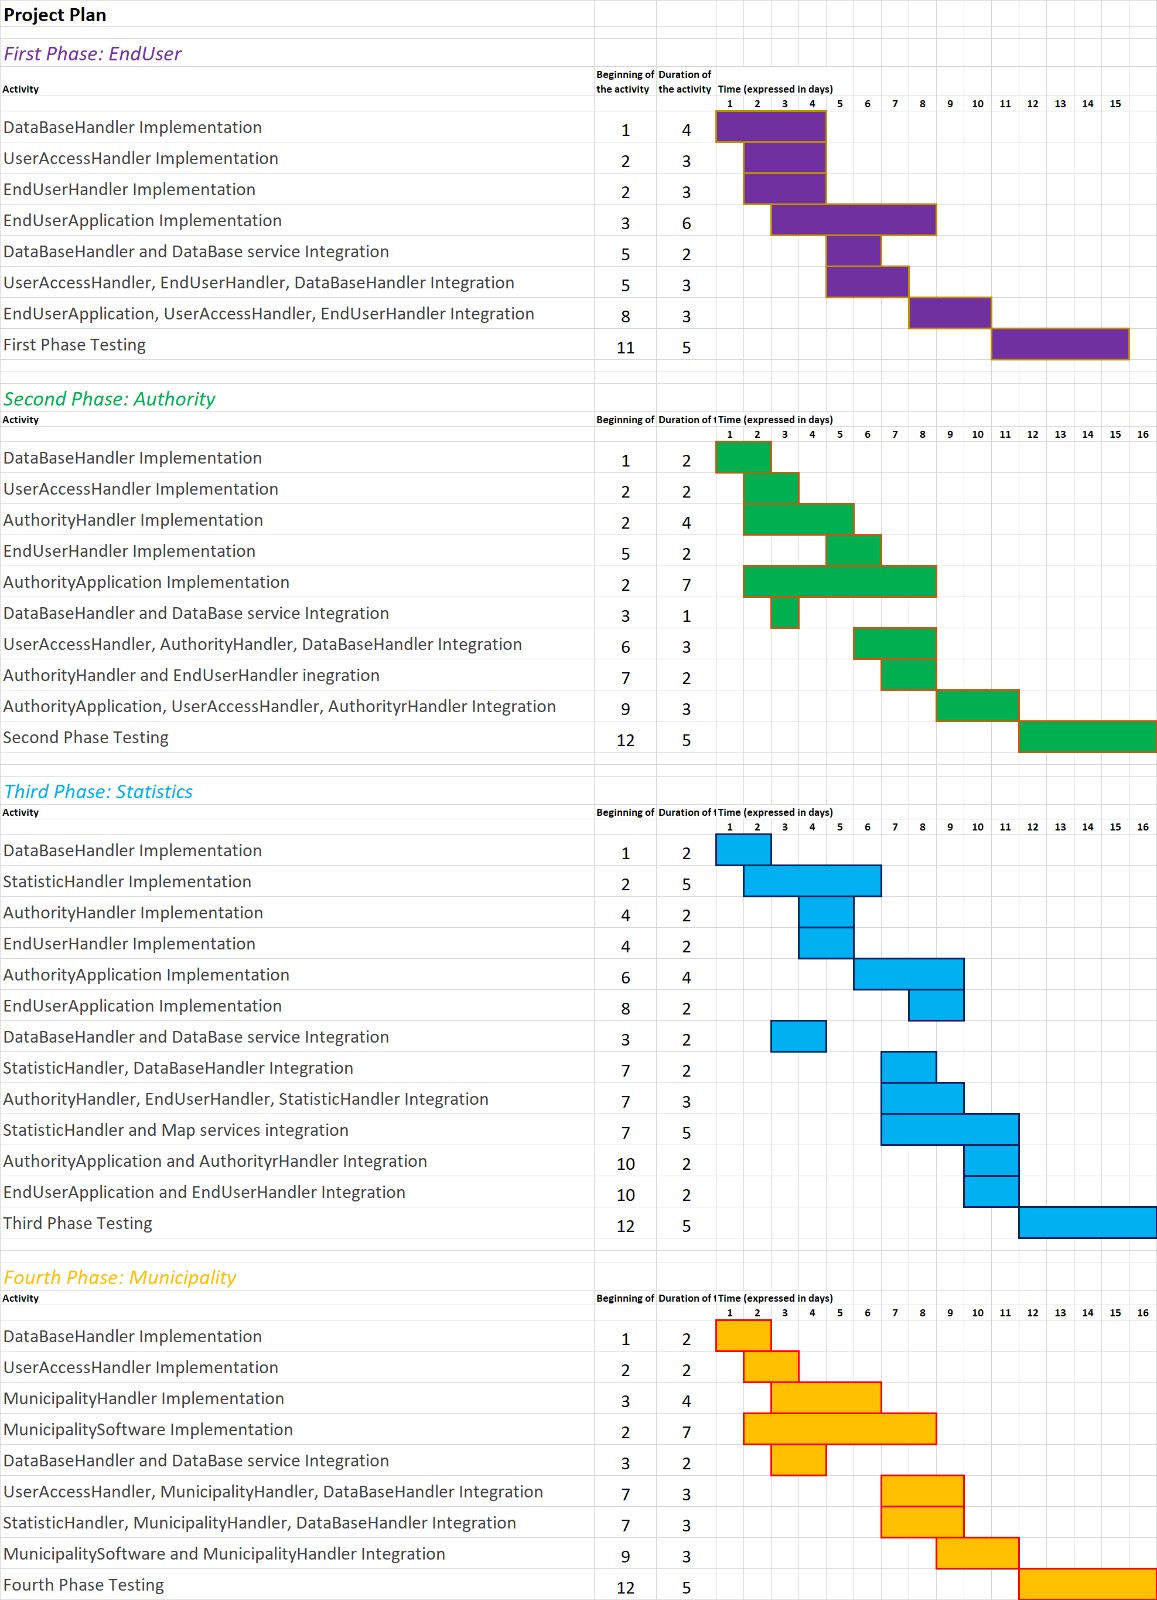 Project Plan
First Phase: EndUser
Beginning of Duration of
Activity the activity the activity Time (expressed in days)
1 2 3 4 5 6 7 8 9 10 11 12 13 14 15
DataBaseHandler Implementation 1 4
UserAccessHandler Implementation 2 3
EndUserHandler Implementation 2 3
EndUserApplication Implementation 3 6
DataBaseHandler and DataBase service Integration 5 2
UserAccessHandler, EndUserHandler, DataBaseHandler Integration 5 3
EndUserApplication, UserAccessHandler, EndUserHandler Integration 8 3
First Phase Testing 11 5
Second Phase: Authority
Activity Beginning of Duration of t Time (expressed in days)
1 2 3 4 5 6 7 8 9 10 11 12 13 14 15 16
DataBaseHandler Implementation 1 2
UserAccessHandler Implementation 2 2
AuthorityHandler Implementation 2 4
EndUserHandler Implementation 5 2
AuthorityApplication Implementation 2 7
DataBaseHandler and DataBase service Integration 3 1
UserAccessHandler, AuthorityHandler, DataBaseHandler Integration 6 3
AuthorityHandler and EndUserHandler inegration 7 2
AuthorityApplication, UserAccessHandler, AuthorityrHandler Integration 9 3
Second Phase Testing 12 5
Third Phase: Statistics
Activity Beginning of Duration of t Time (expressed in days)
1 2 3 4 5 6 7 8 9 10 11 12 13 14 15 16
DataBaseHandler Implementation 1 2
StatisticHandler Implementation 2 5
AuthorityHandler Implementation 4 2
EndUserHandler Implementation 4 2
AuthorityApplication Implementation 6 4
EndUserApplication Implementation 8 2
DataBaseHandler and DataBase service Integration 3 2
StatisticHandler, DataBaseHandler Integration 7 2
AuthorityHandler, EndUserHandler, StatisticHandler Integration 7 3
StatisticHandler and Map services integration 7 5
AuthorityApplication and AuthorityrHandler Integration 10 2
EndUserApplication and EndUserHandler Integration 10 2
Third Phase Testing 12 5
Fourth Phase: Municipality
Activity Beginning of Duration of t Time (expressed in days)
1 2 3 4 5 6 7 8 9 10 11 12 13 14 15 16
DataBaseHandler Implementation 1 2
UserAccessHandler Implementation 2 2
MunicipalityHandler Implementation 3 4
MunicipalitySoftware Implementation 2 7
DataBaseHandler and DataBase service Integration 3 2
UserAccessHandler, MunicipalityHandler, DataBaseHandler Integration 7 3
StatisticHandler, MunicipalityHandler, DataBaseHandler Integration 7 3
MunicipalitySoftware and MunicipalityHandler Integration 9 3
Fourth Phase Testing 12 5